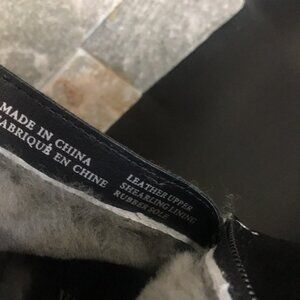 MADE IN CHINA
FABRIQUÉ EN CHINE
LEATHER UPPER
SHEARLING LINING
RUBBER SOLE